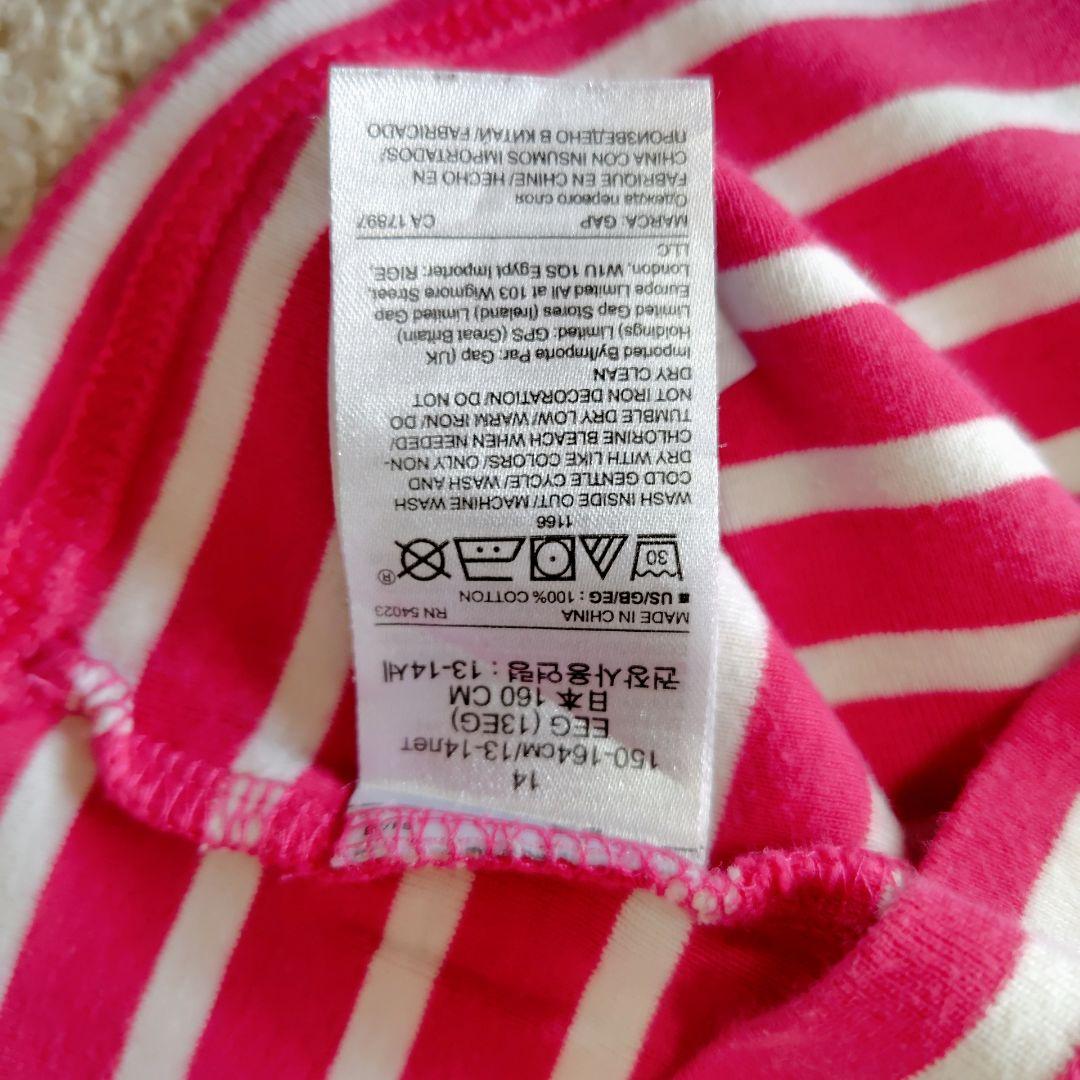 14
150-164см/13-14лет
EEG (13EG)
日本 160 CM
권장사용연령 : 13-14세
MADE IN CHINA RN 54023
■ US/GB/EG : 100% COTTON
30
®
1166
WASH INSIDE OUT/ MACHINE WASH
COLD GENTLE CYCLE/ WASH AND
DRY WITH LIKE COLORS/ ONLY NON-
CHLORINE BLEACH WHEN NEEDED/
TUMBLE DRY LOW/ WARM IRON/ DO
NOT IRON DECORATION/ DO NOT
DRY CLEAN
Imported By/Importe Par: Gap (UK
Holdings) Limited: GPS (Great Britain)
Limited Gap Stores (Ireland) Limited Gap
Europe Limited All at 103 Wigmore Street,
London, W1U 1QS Egypt Importer: RIGE,
LLC
MARCA: GAP CA 17897
Одежда первого слоя
FABRIQUE EN CHINE/ HECHO EN
CHINA CON INSUMOS IMPORTADOS/
ПРОИЗВЕДЕНО В КИТАЙ/ FABRICADO